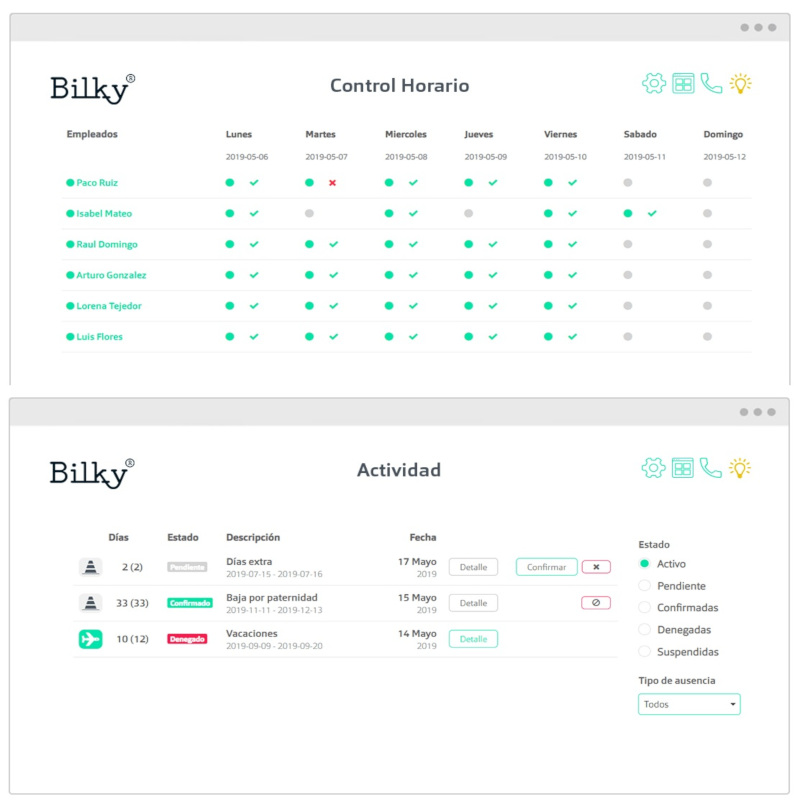 Bilky®
Control Horario
Empleados Lunes Martes Miercoles Jueves Viernes Sabado Domingo
2019-05-06 2019-05-07 2019-05-08 2019-05-09 2019-05-10 2019-05-11 2019-05-12
Paco Ruiz
Isabel Mateo
Raul Domingo
Arturo Gonzalez
Lorena Tejedor
Luis Flores
Bilky®
Actividad
Días Estado Descripción Fecha
2 (2) Pendiente Días extra 17 Mayo Detalle Confirmar
2019-07-15 - 2019-07-16 2019
33 (33) Confirmado Baja por paternidad 15 Mayo Detalle
2019-11-11 - 2019-12-13 2019
10 (12) Denegado Vacaciones 14 Mayo Detalle
2019-09-09 - 2019-09-20 2019
Estado
Activo
Pendiente
Confirmadas
Denegadas
Suspendidas
Tipo de ausencia
Todos